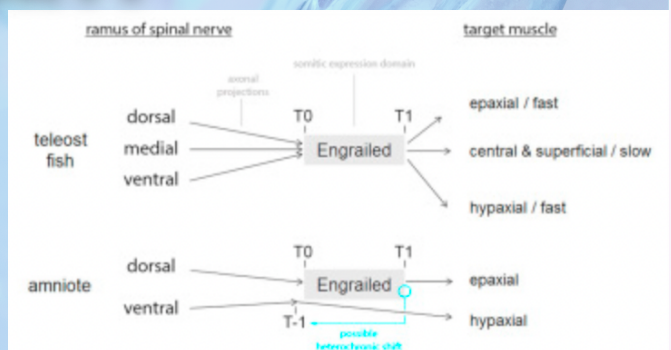 ramus of spinal nerve
target muscle
somitic expression domain
axonal
projections
teleost
fish
dorsal
medial
ventral
T0
T1
Engrailed
epaxial / fast
central & superficial / slow
hypaxial / fast
amniote
dorsal
ventral
T0
T1
Engrailed
T-1
epaxial
hypaxial
possible
heterochronic shift